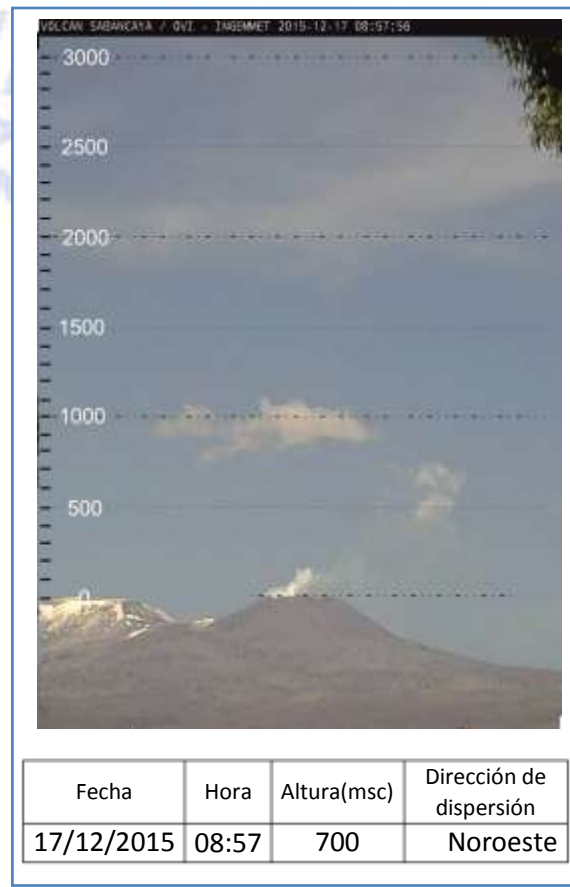 VOLCAN SABANCAYA / OVI - INGEMMET 2015-12-17 08:57:56
3000
2500
2000
1500
1000
500
0
Fecha Hora Altura(msc) Dirección de
dispersión
17/12/2015 08:57 700 Noroeste